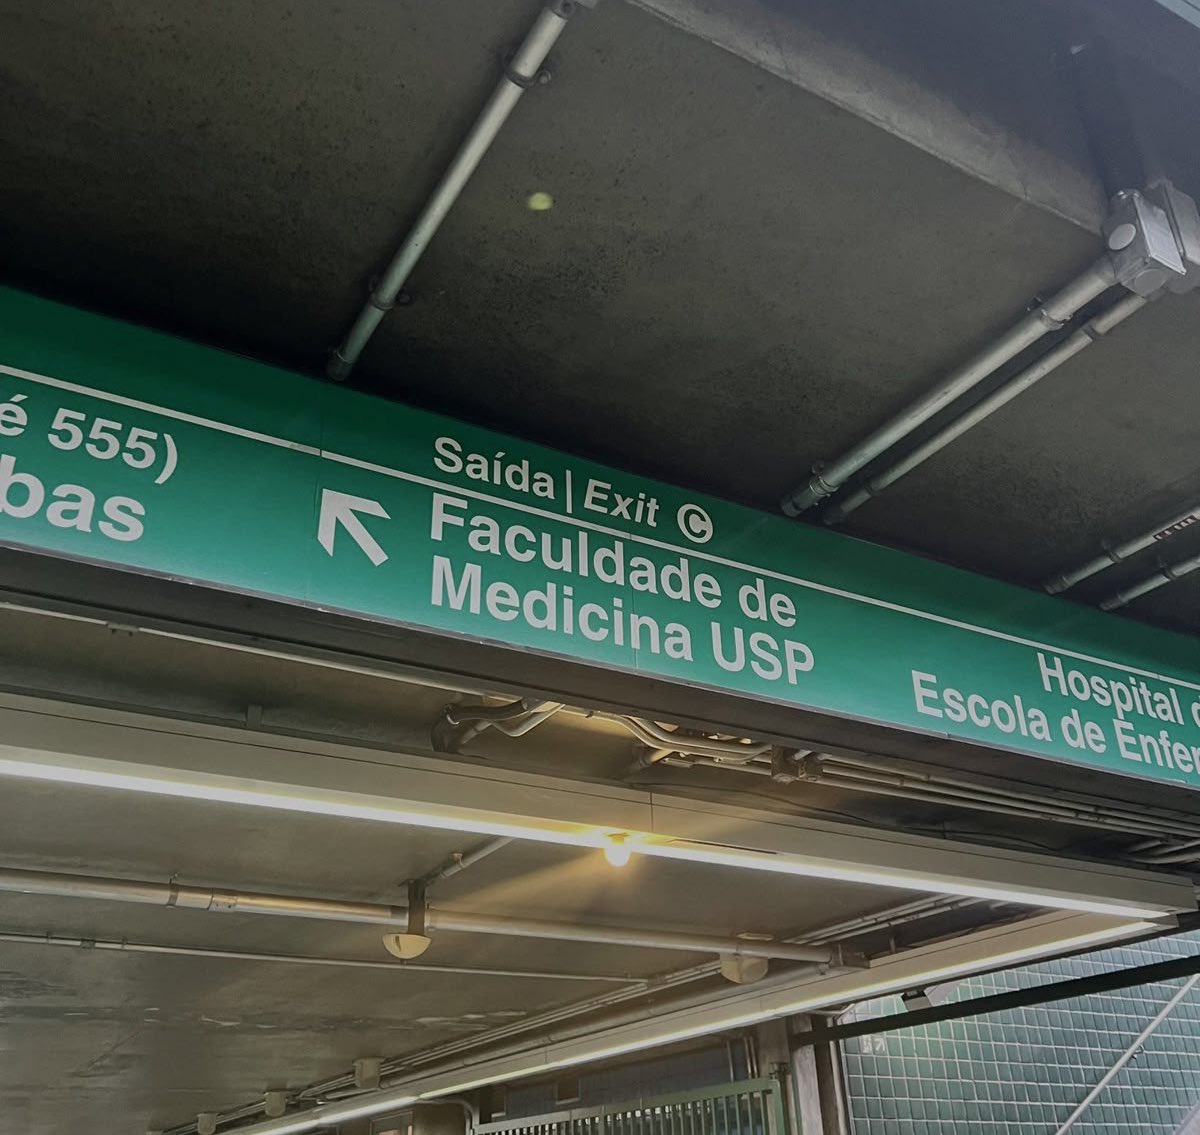 é 555)
bas
Saída | Exit C
Faculdade de
Medicina USP
Hospital
Escola de